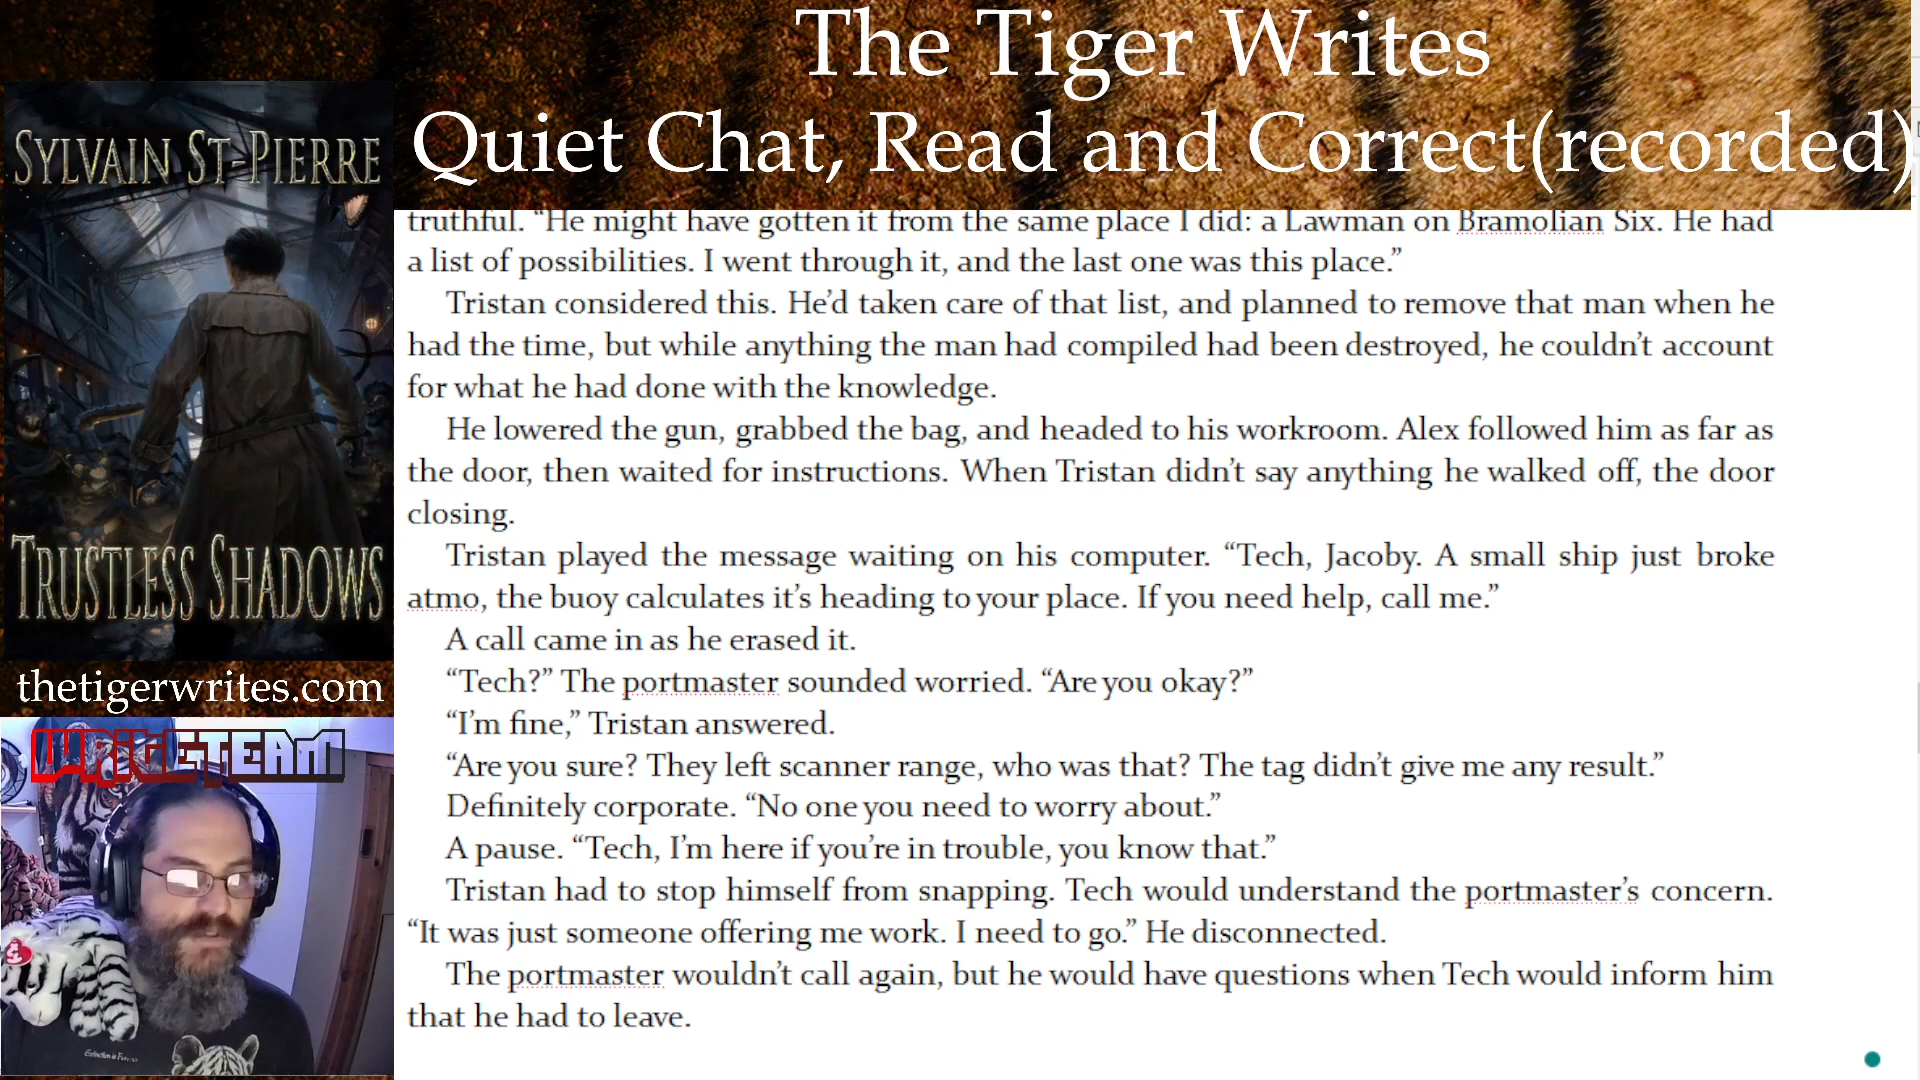 The Tiger Writes
Quiet Chat, Read and Correct(recorded)
SYLVAIN ST-PIERRE
TRUSTLESS SHADOWS
thetigerwrites.com
WRITETEAM
truthful. “He might have gotten it from the same place I did: a Lawman on Bramolian Six. He had
a list of possibilities. I went through it, and the last one was this place.”
Tristan considered this. He’d taken care of that list, and planned to remove that man when he
had the time, but while anything the man had compiled had been destroyed, he couldn’t account
for what he had done with the knowledge.
He lowered the gun, grabbed the bag, and headed to his workroom. Alex followed him as far as
the door, then waited for instructions. When Tristan didn’t say anything he walked off, the door
closing.
Tristan played the message waiting on his computer. “Tech, Jacoby. A small ship just broke
atmo, the buoy calculates it’s heading to your place. If you need help, call me.”
A call came in as he erased it.
“Tech?” The portmaster sounded worried. “Are you okay?”
“I’m fine,” Tristan answered.
“Are you sure? They left scanner range, who was that? The tag didn’t give me any result.”
Definitely corporate. “No one you need to worry about.”
A pause. “Tech, I’m here if you’re in trouble, you know that.”
Tristan had to stop himself from snapping. Tech would understand the portmaster’s concern.
“It was just someone offering me work. I need to go.” He disconnected.
The portmaster wouldn’t call again, but he would have questions when Tech would inform him
that he had to leave.